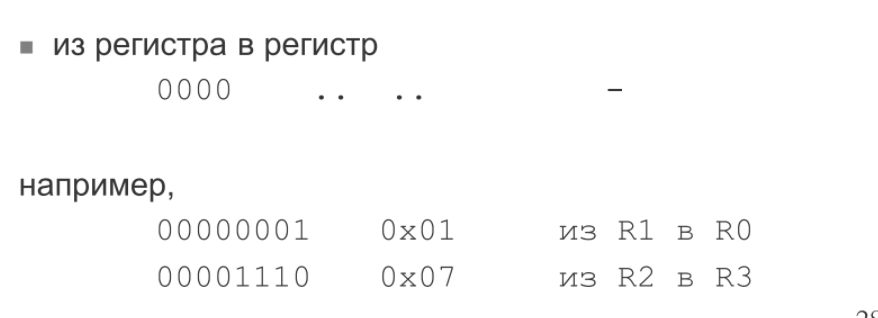 ▪ из регистра в регистр
0000 .. .. –
например,
00000001 0x01 из R1 в R0
00001110 0x07 из R2 в R3